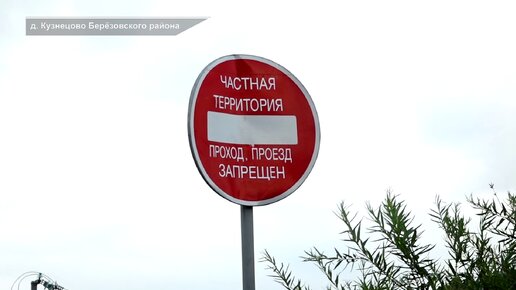 д. Кузнецово Берёзовского района
ЧАСТНАЯ
ТЕРРИТОРИЯ
ПРОХОД, ПРОЕЗД
ЗАПРЕЩЕН